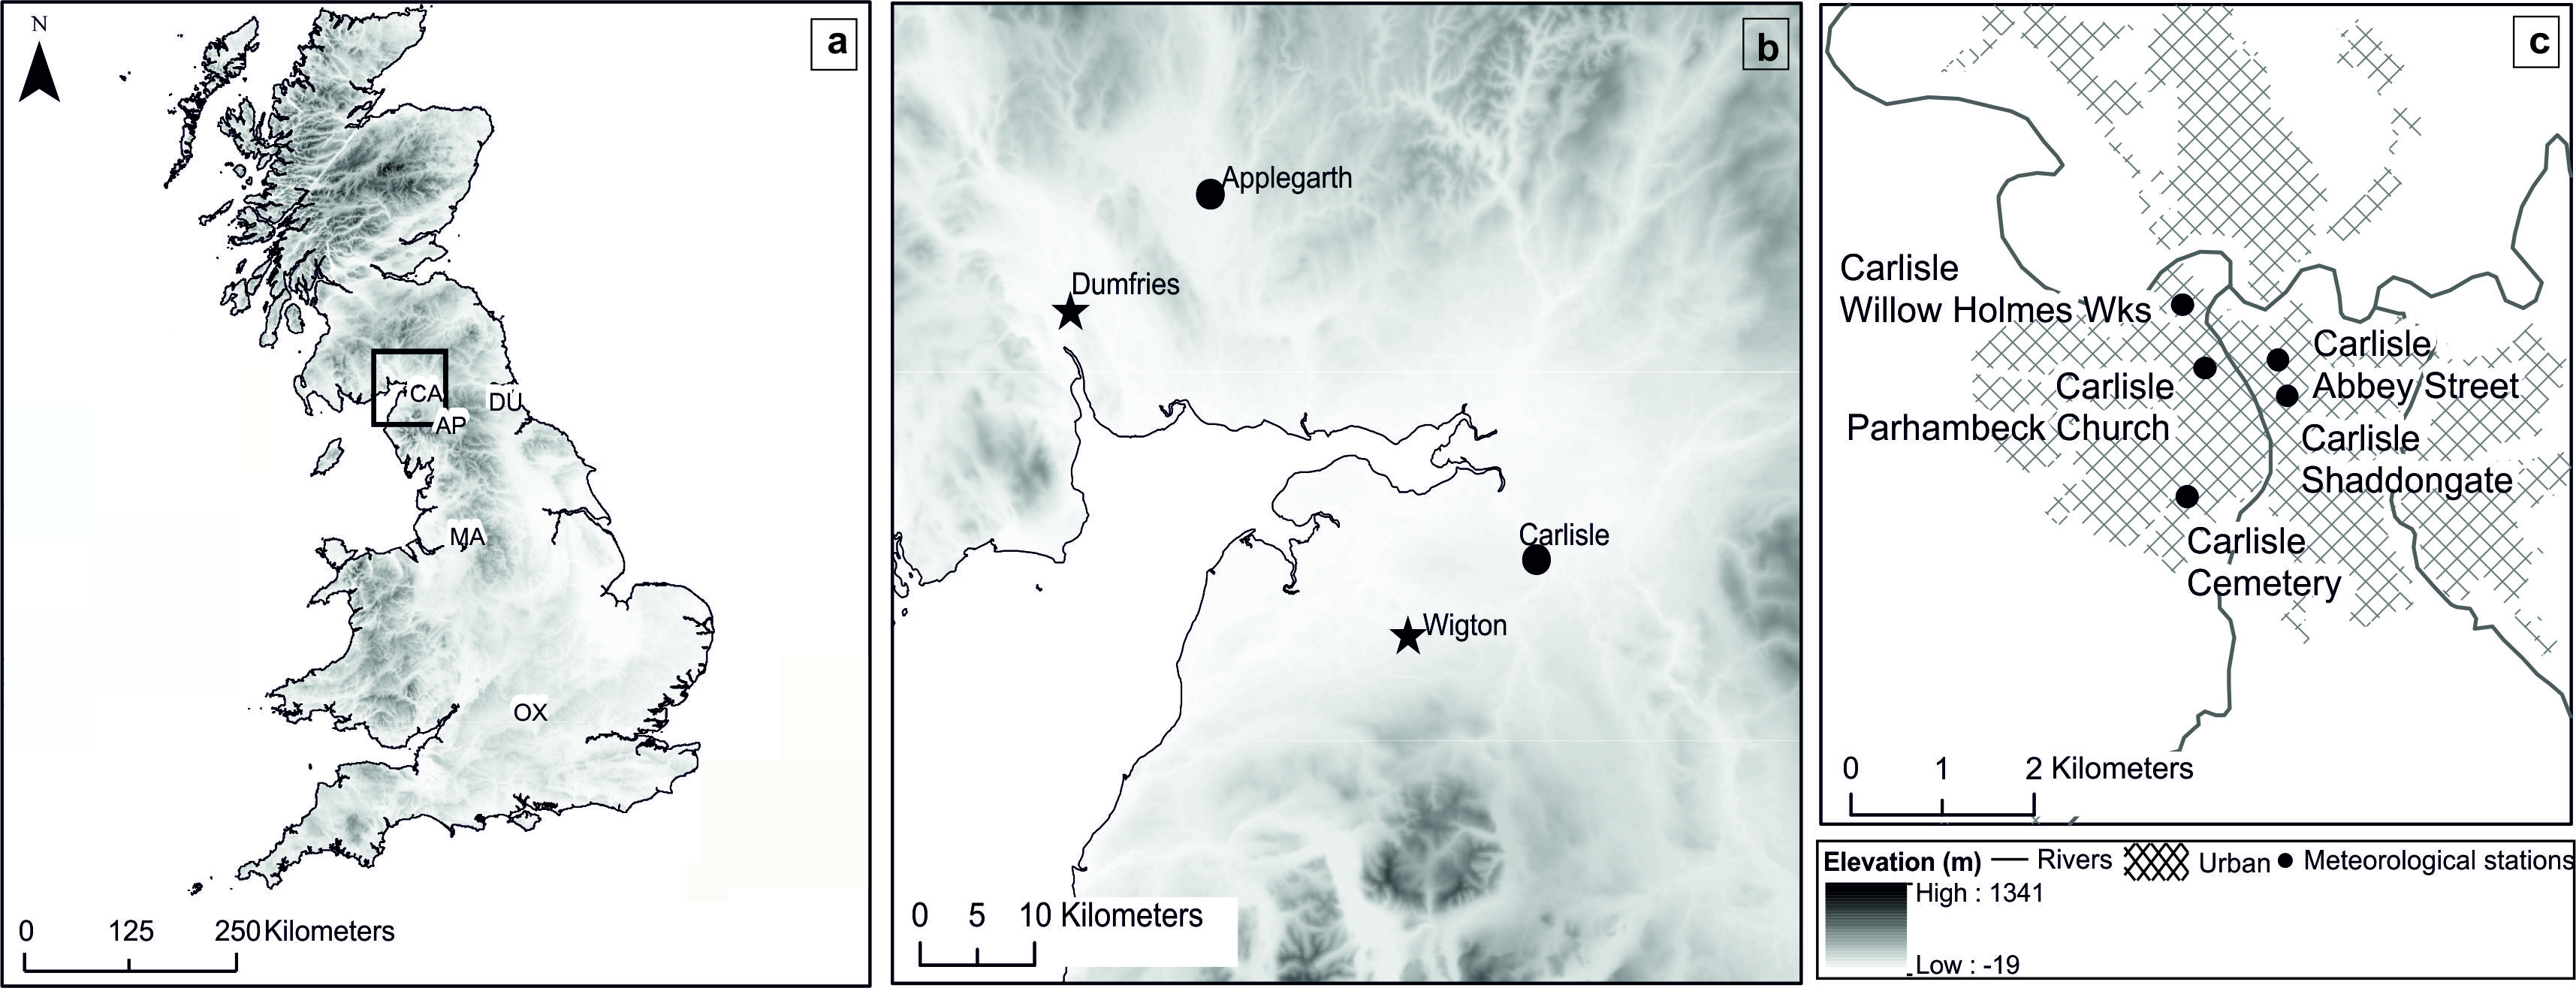 N
a
CA
DU
AP
MA
OX
0 125 250 Kilometers
b
Applegarth
Dumfries
Carlisle
Wigton
0 5 10 Kilometers
c
Carlisle
Willow Holmes Wks
Carlisle
Abbey Street
Carlisle
Parhambeck Church
Carlisle
Shaddongate
Carlisle
Cemetery
0 1 2 Kilometers
Elevation (m) Rivers Urban Meteorological stations
High : 1341
Low : -19